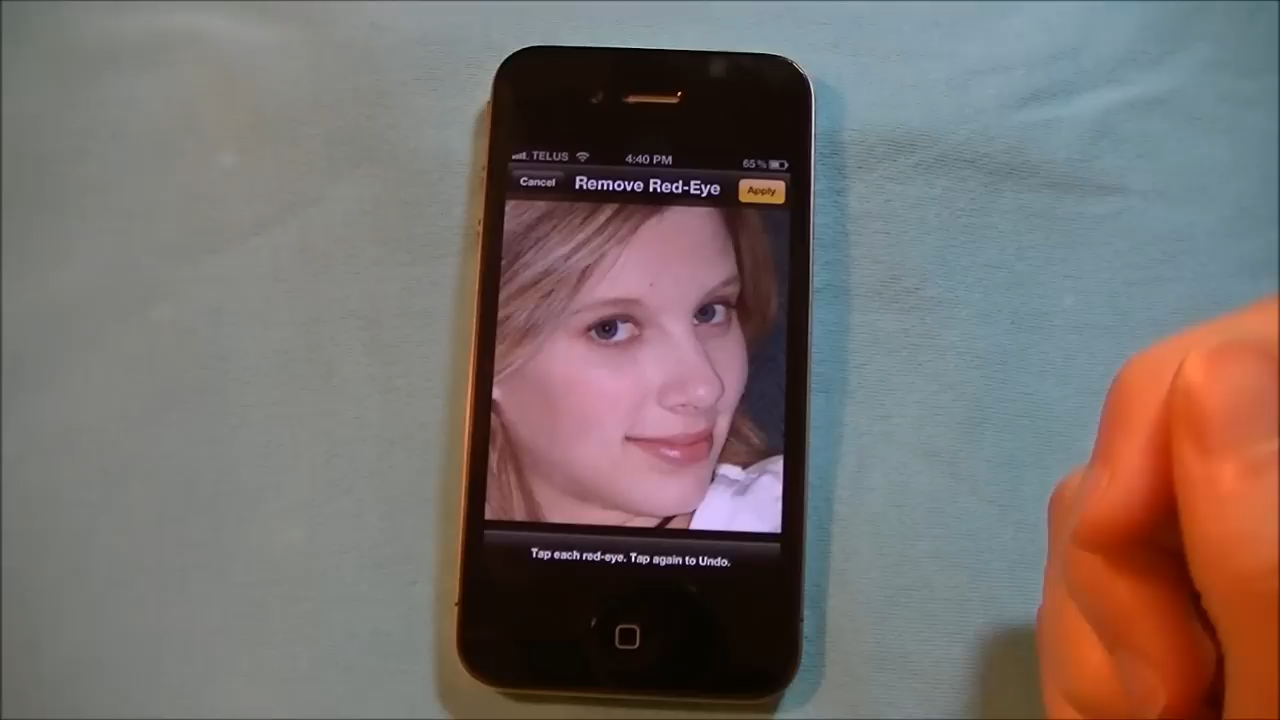 TELUS 4:40 PM 65%
Cancel Remove Red-Eye Apply
Tap each red-eye. Tap again to Undo.